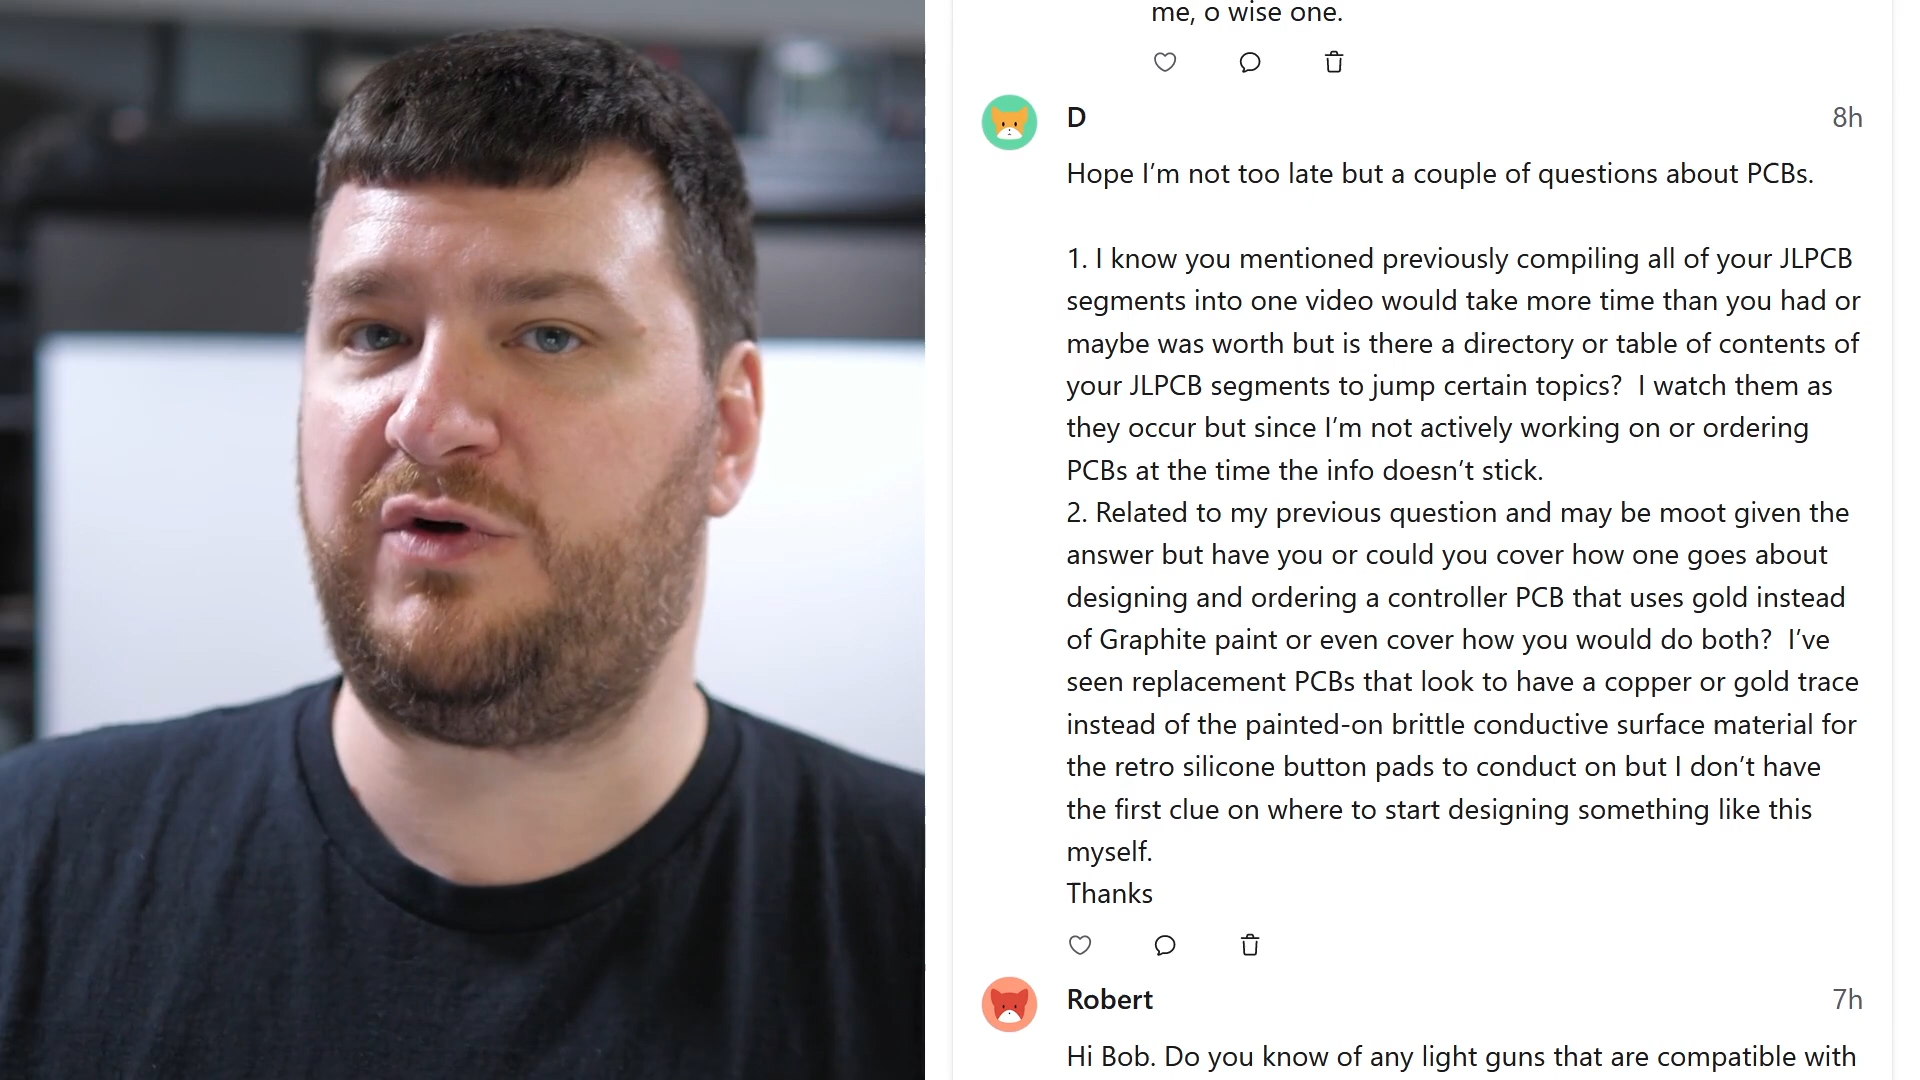 me, o wise one.
D
8h
Hope I’m not too late but a couple of questions about PCBs.
1. I know you mentioned previously compiling all of your JLPCB
segments into one video would take more time than you had or
maybe was worth but is there a directory or table of contents of
your JLPCB segments to jump certain topics?  I watch them as
they occur but since I’m not actively working on or ordering
PCBs at the time the info doesn’t stick.
2. Related to my previous question and may be moot given the
answer but have you or could you cover how one goes about
designing and ordering a controller PCB that uses gold instead
of Graphite paint or even cover how you would do both?  I’ve
seen replacement PCBs that look to have a copper or gold trace
instead of the painted-on brittle conductive surface material for
the retro silicone button pads to conduct on but I don’t have
the first clue on where to start designing something like this
myself.
Thanks
Robert
7h
Hi Bob. Do you know of any light guns that are compatible with